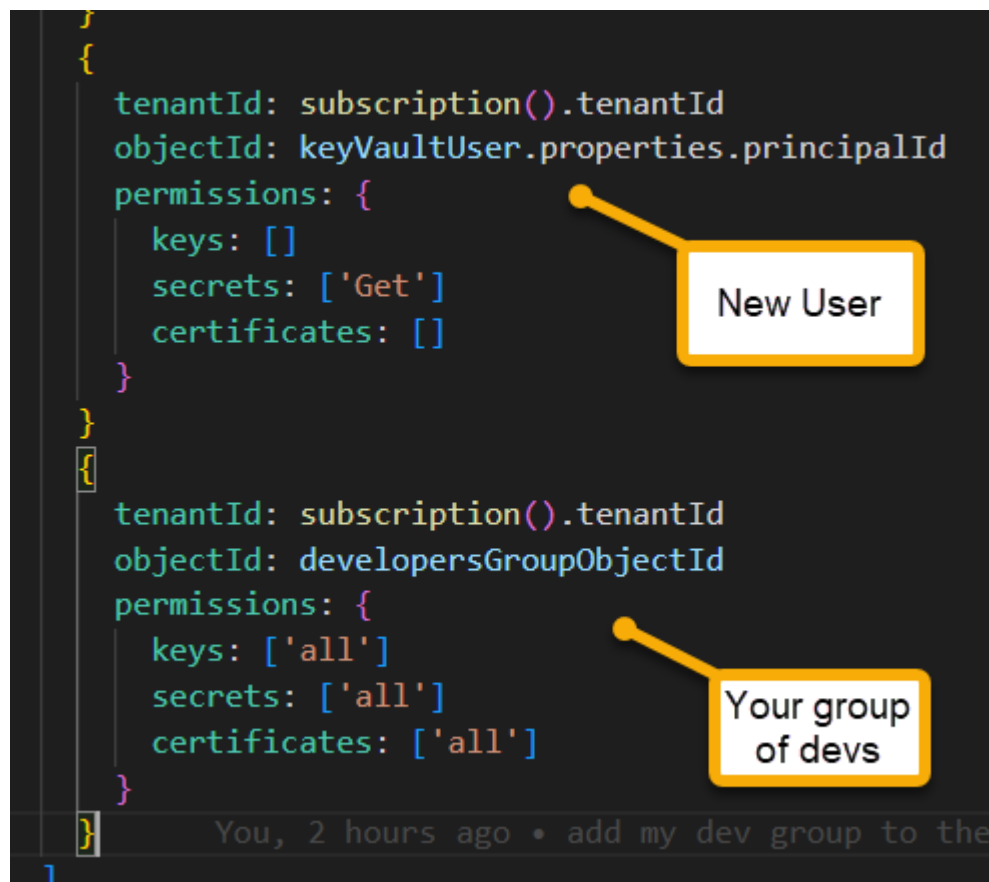 }
{
tenantId: subscription().tenantId
objectId: keyVaultUser.properties.principalId
permissions: {
keys: []
secrets: ['Get']
certificates: []
}
}
New User
{
tenantId: subscription().tenantId
objectId: developersGroupObjectId
permissions: {
keys: ['all']
secrets: ['all']
certificates: ['all']
}
}
Your group
of devs
You, 2 hours ago • add my dev group to the
]